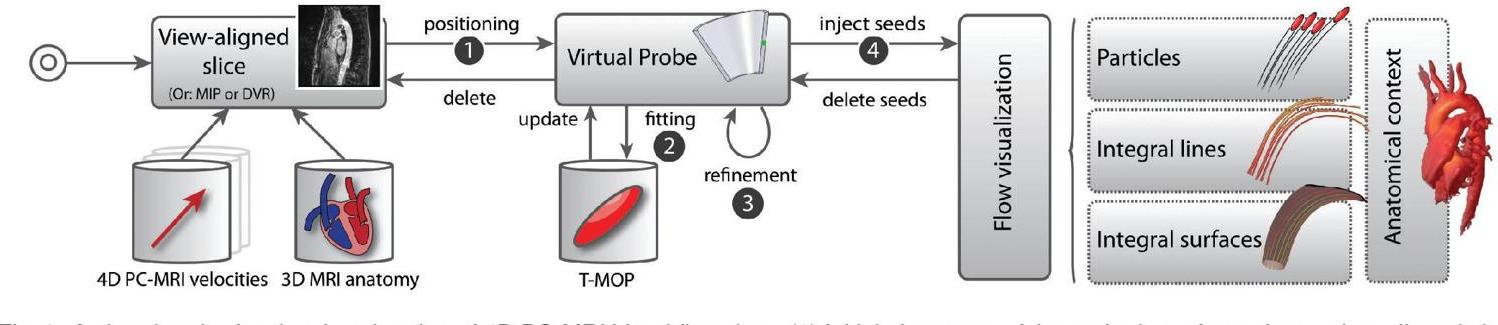 View-aligned
slice
(Or: MIP or DVR)
positioning
1
delete
Virtual Probe
inject seeds
4
delete seeds
update
fitting
2
refinement
3
4D PC-MRI velocities
3D MRI anatomy
T-MOP
Flow visualization
Particles
Integral lines
Integral surfaces
Anatomical context